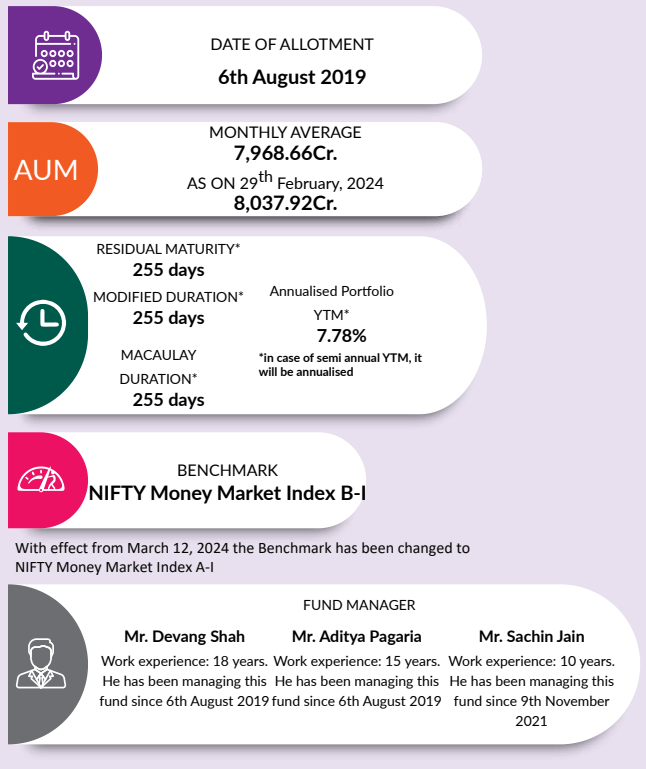 DATE OF ALLOTMENT
6th August 2019
AUM
MONTHLY AVERAGE
7,968.66Cr.
AS ON 29th February, 2024
8,037.92Cr.
RESIDUAL MATURITY*
255 days
MODIFIED DURATION*
255 days
MACAULAY
DURATION*
255 days
Annualised Portfolio
YTM*
7.78%
*in case of semi annual YTM, it
will be annualised
BENCHMARK
NIFTY Money Market Index B-I
With effect from March 12, 2024 the Benchmark has been changed to
NIFTY Money Market Index A-I
FUND MANAGER
Mr. Devang Shah
Work experience: 18 years.
He has been managing this
fund since 6th August 2019
Mr. Aditya Pagaria
Work experience: 15 years.
He has been managing this
fund since 6th August 2019
Mr. Sachin Jain
Work experience: 10 years.
He has been managing this
fund since 9th November
2021